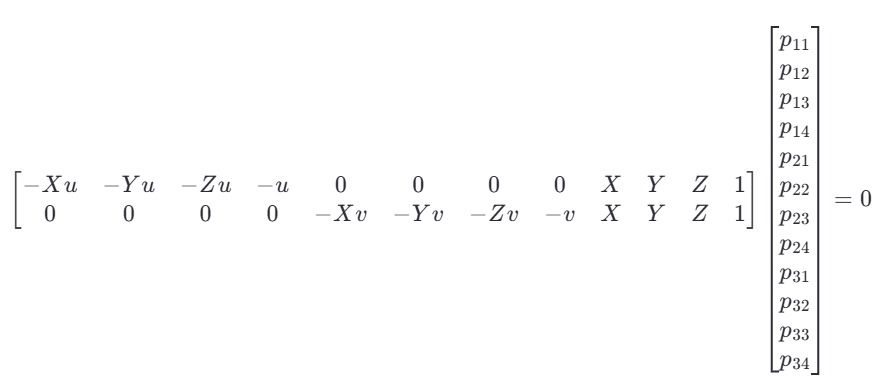 p₁₁
p₁₂
p₁₃
p₁₄
p₂₁
−Xu −Yu −Zu −u 0 0 0 0 X Y Z 1 p₂₂
0 0 0 0 −Xv −Yv −Zv −v X Y Z 1 p₂₃ = 0
p₂₄
p₃₁
p₃₂
p₃₃
p₃₄